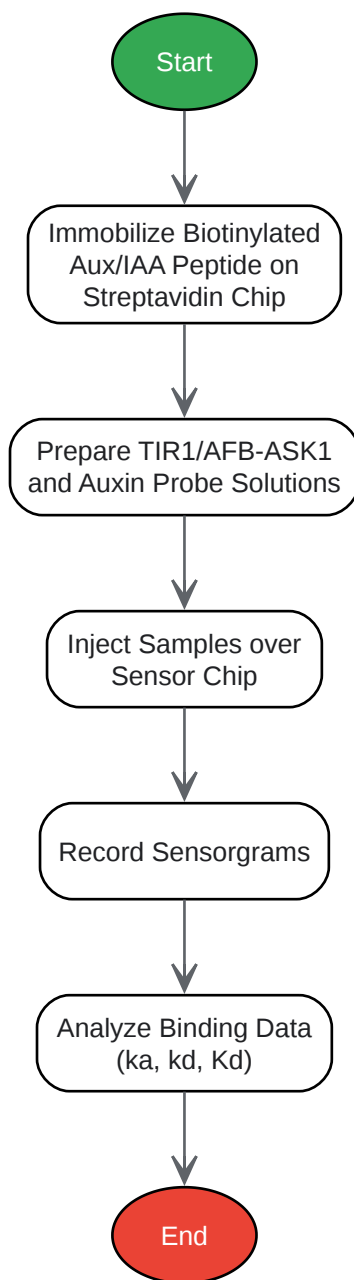 Start
Immobilize Biotinylated
Aux/IAA Peptide on
Streptavidin Chip
Prepare TIR1/AFB-ASK1
and Auxin Probe Solutions
Inject Samples over
Sensor Chip
Record Sensorgrams
Analyze Binding Data
(ka, kd, Kd)
End